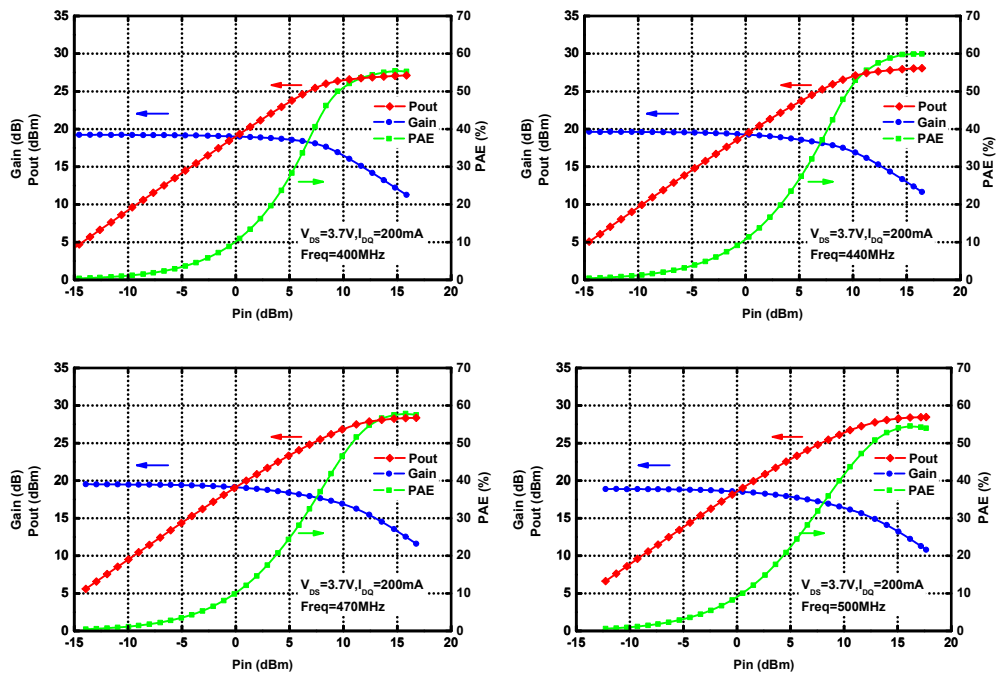 35
30
25
20
15
10
5
0
Gain (dB)
Pout (dBm)
70
60
50
40
30
20
10
0
PAE (%)
Pout
Gain
PAE
V_DS=3.7V,I_DQ=200mA
Freq=400MHz
-15 -10 -5 0 5 10 15 20
Pin (dBm)
35
30
25
20
15
10
5
0
Gain (dB)
Pout (dBm)
70
60
50
40
30
20
10
0
PAE (%)
Pout
Gain
PAE
V_DS=3.7V,I_DQ=200mA
Freq=440MHz
-15 -10 -5 0 5 10 15 20
Pin (dBm)
35
30
25
20
15
10
5
0
Gain (dB)
Pout (dBm)
70
60
50
40
30
20
10
0
PAE (%)
Pout
Gain
PAE
V_DS=3.7V,I_DQ=200mA
Freq=470MHz
-15 -10 -5 0 5 10 15 20
Pin (dBm)
35
30
25
20
15
10
5
0
Gain (dB)
Pout (dBm)
70
60
50
40
30
20
10
0
PAE (%)
Pout
Gain
PAE
V_DS=3.7V,I_DQ=200mA
Freq=500MHz
-15 -10 -5 0 5 10 15 20
Pin (dBm)